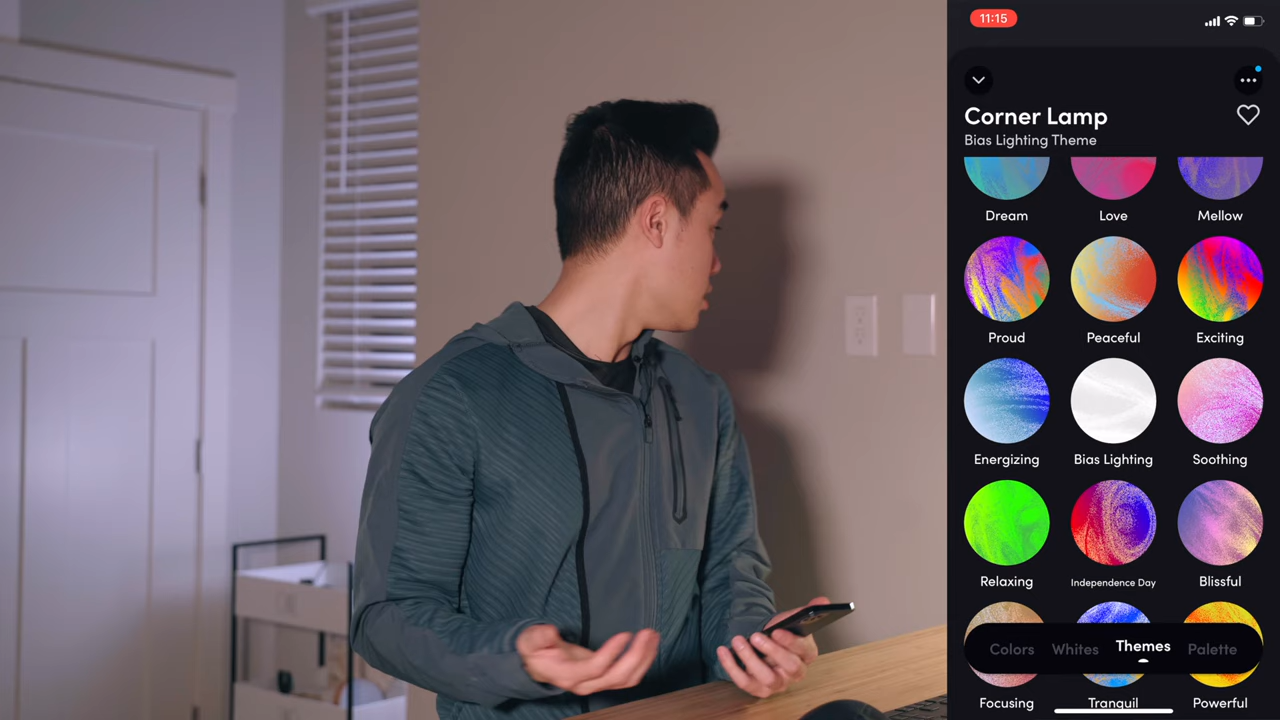 11:15
Corner Lamp
Bias Lighting Theme
Dream Love Mellow
Proud Peaceful Exciting
Energizing Bias Lighting Soothing
Relaxing Independence Day Blissful
Colors Whites Themes Palette
Focusing Tranquil Powerful